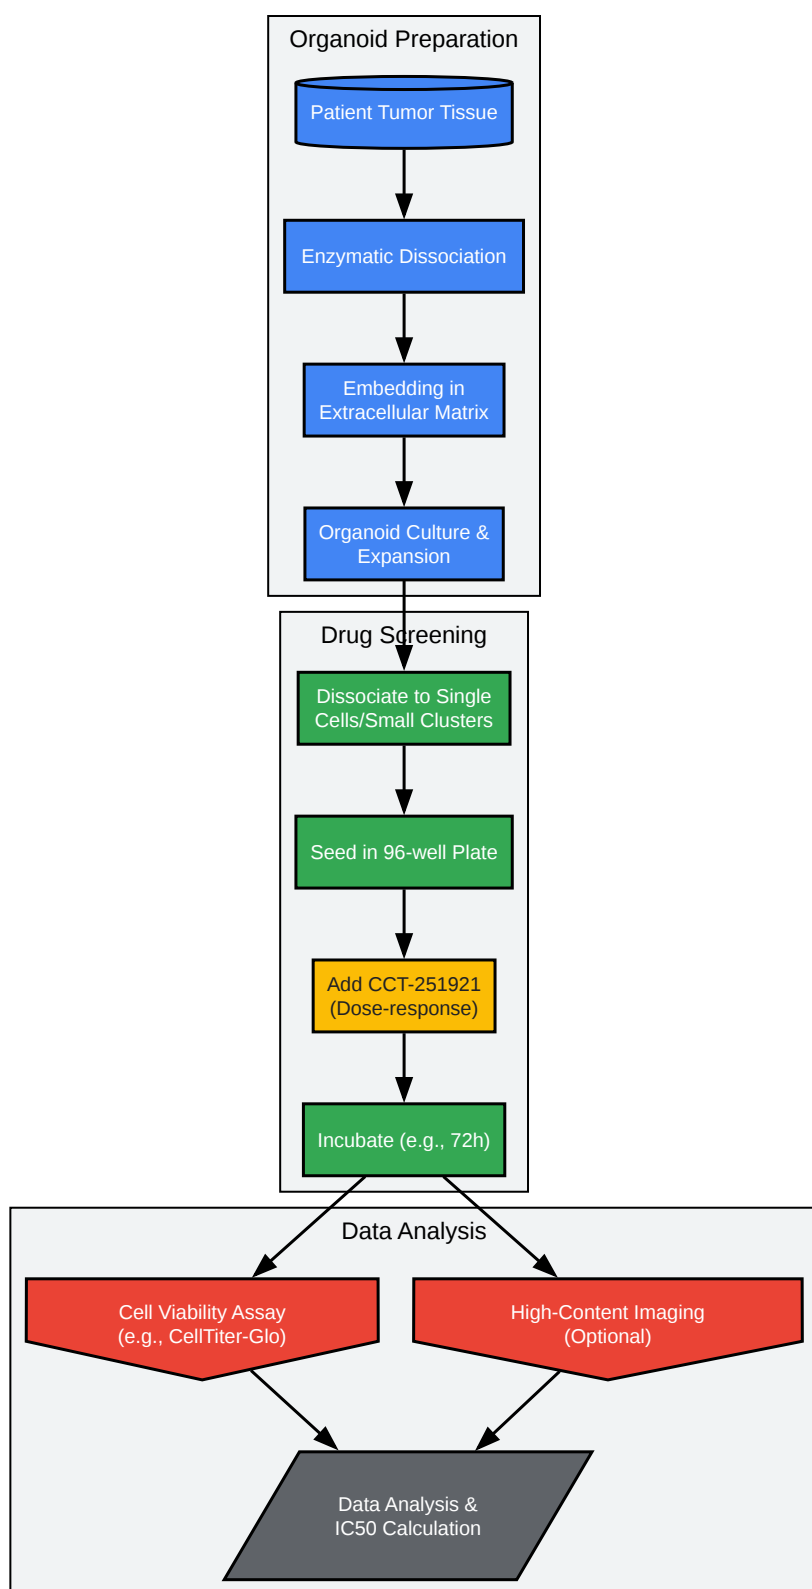 Organoid Preparation
Patient Tumor Tissue
Enzymatic Dissociation
Embedding in
Extracellular Matrix
Organoid Culture &
Expansion
Drug Screening
Dissociate to Single
Cells/Small Clusters
Seed in 96-well Plate
Add CCT-251921
(Dose-response)
Incubate (e.g., 72h)
Data Analysis
Cell Viability Assay
(e.g., CellTiter-Glo)
High-Content Imaging
(Optional)
Data Analysis &
IC50 Calculation